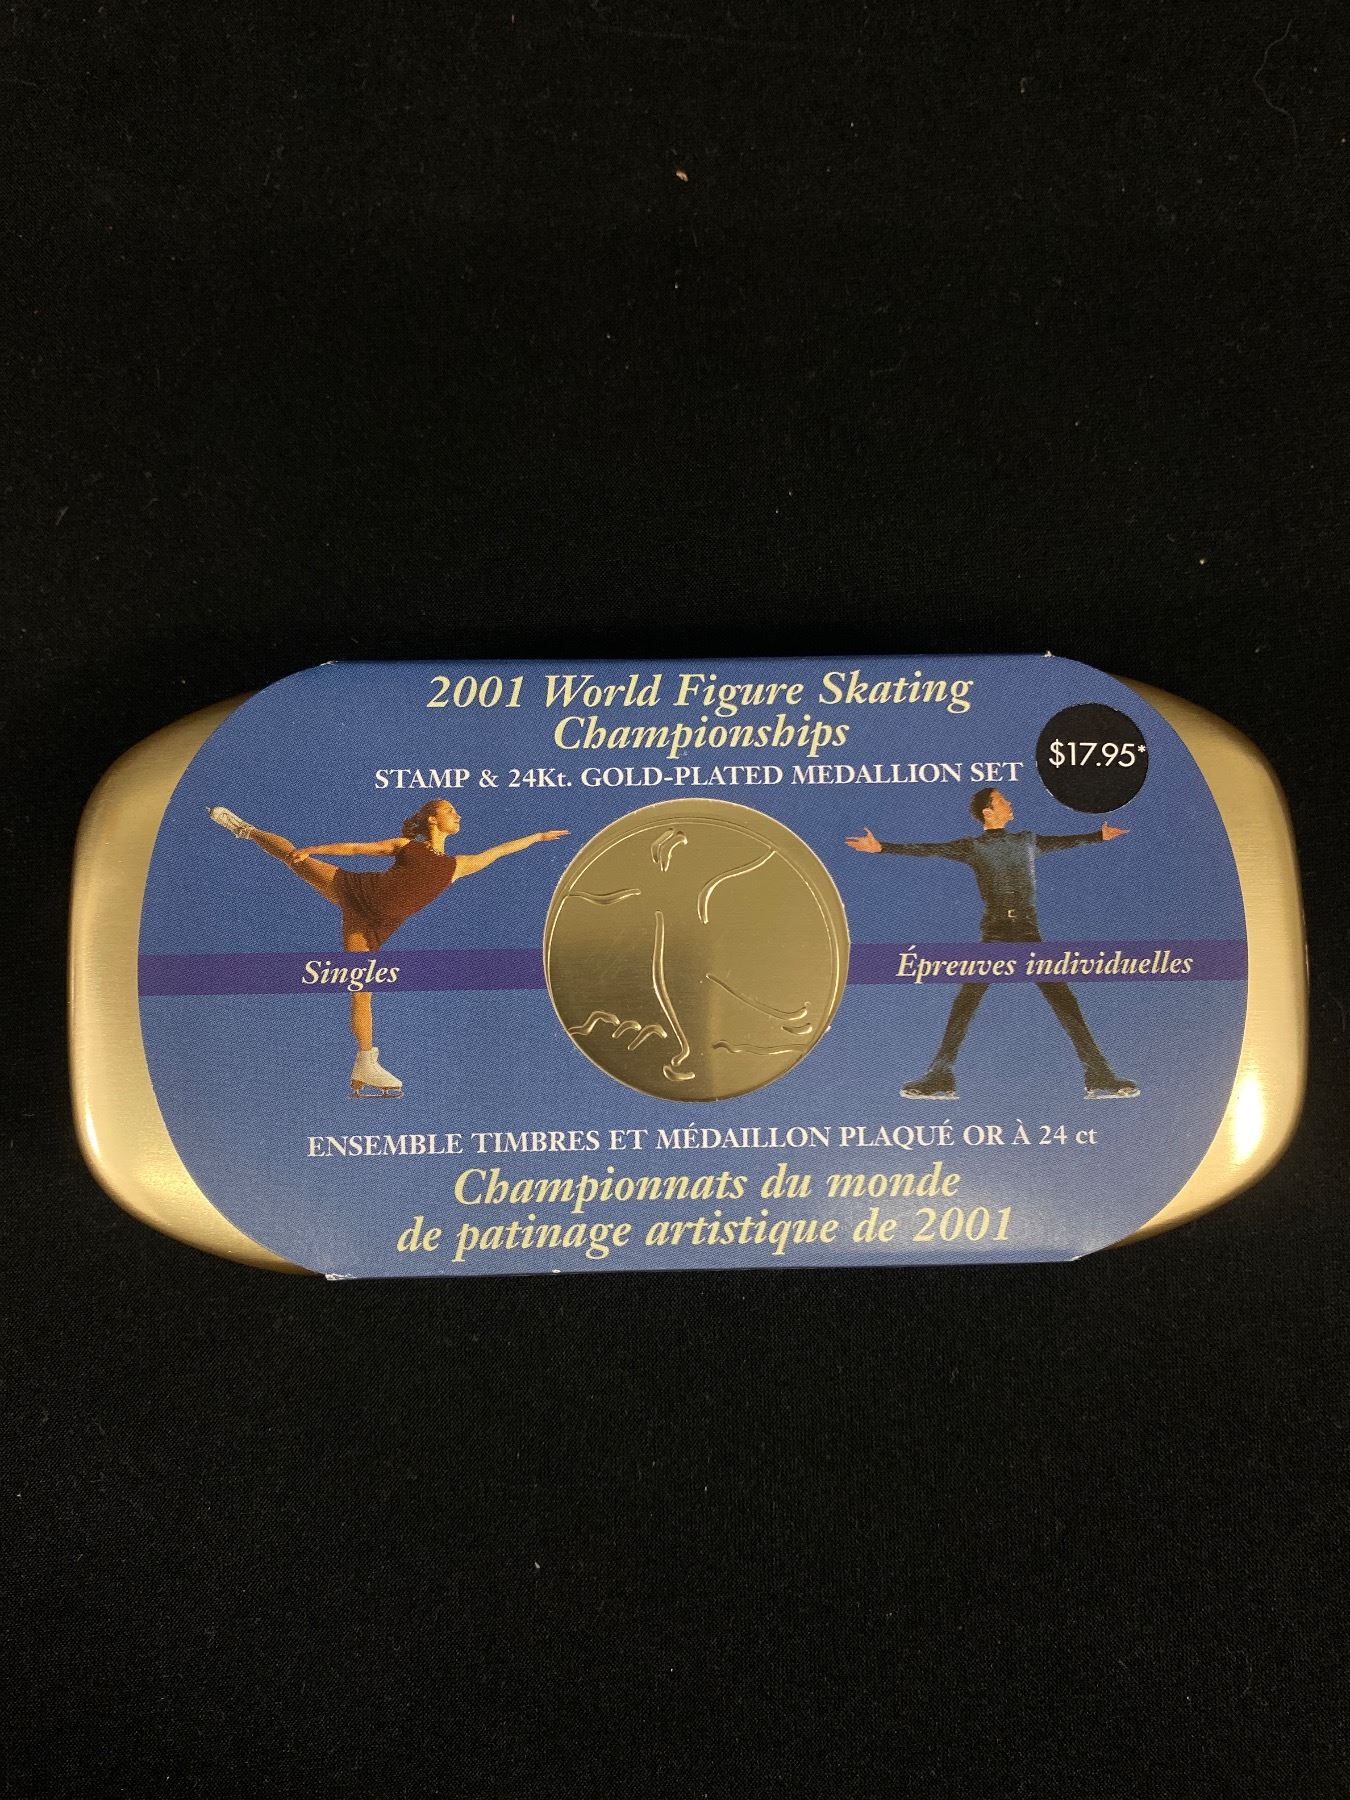 2001 World Figure Skating
Championships
STAMP & 24Kt. GOLD-PLATED MEDALLION SET
$17.95*
Singles
Épreuves individuelles
ENSEMBLE TIMBRES ET MÉDAILLON PLAQUÉ OR À 24 ct
Championnats du monde
de patinage artistique de 2001